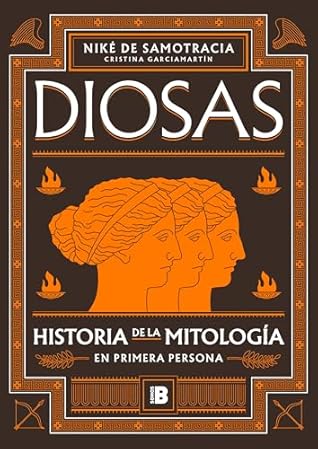 NIKÉ DE SAMOTRACIA
CRISTINA GARCIAMARTÍN
DIOSAS
HISTORIA DE LA MITOLOGÍA
EN PRIMERA PERSONA
B